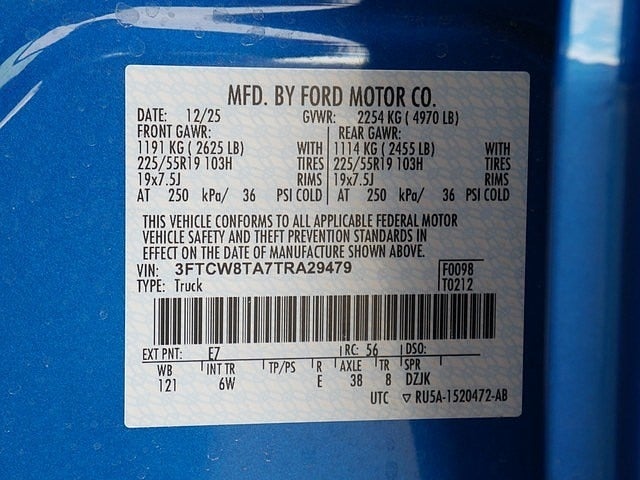 MFD. BY FORD MOTOR CO.
DATE: 12/25 GVWR: 2254 KG ( 4970 LB)
FRONT GAWR: REAR GAWR:
1191 KG ( 2625 LB) WITH 1114 KG ( 2455 LB) WITH
225/55R19 103H TIRES 225/55R19 103H TIRES
19x7.5J RIMS 19x7.5J RIMS
AT 250 kPa/ 36 PSI COLD AT 250 kPa/ 36 PSI COLD
THIS VEHICLE CONFORMS TO ALL APPLICABLE FEDERAL MOTOR
VEHICLE SAFETY AND THEFT PREVENTION STANDARDS IN
EFFECT ON THE DATE OF MANUFACTURE SHOWN ABOVE.
VIN: 3FTCW8TA7TRA29479 F0098
TYPE: Truck T0212
EXT PNT: E7 RC: 56 DSO:
WB INT TR TP/PS R AXLE TR SPR
121 6W E 38 8 DZJK
UTC ▽ RU5A-1520472-AB